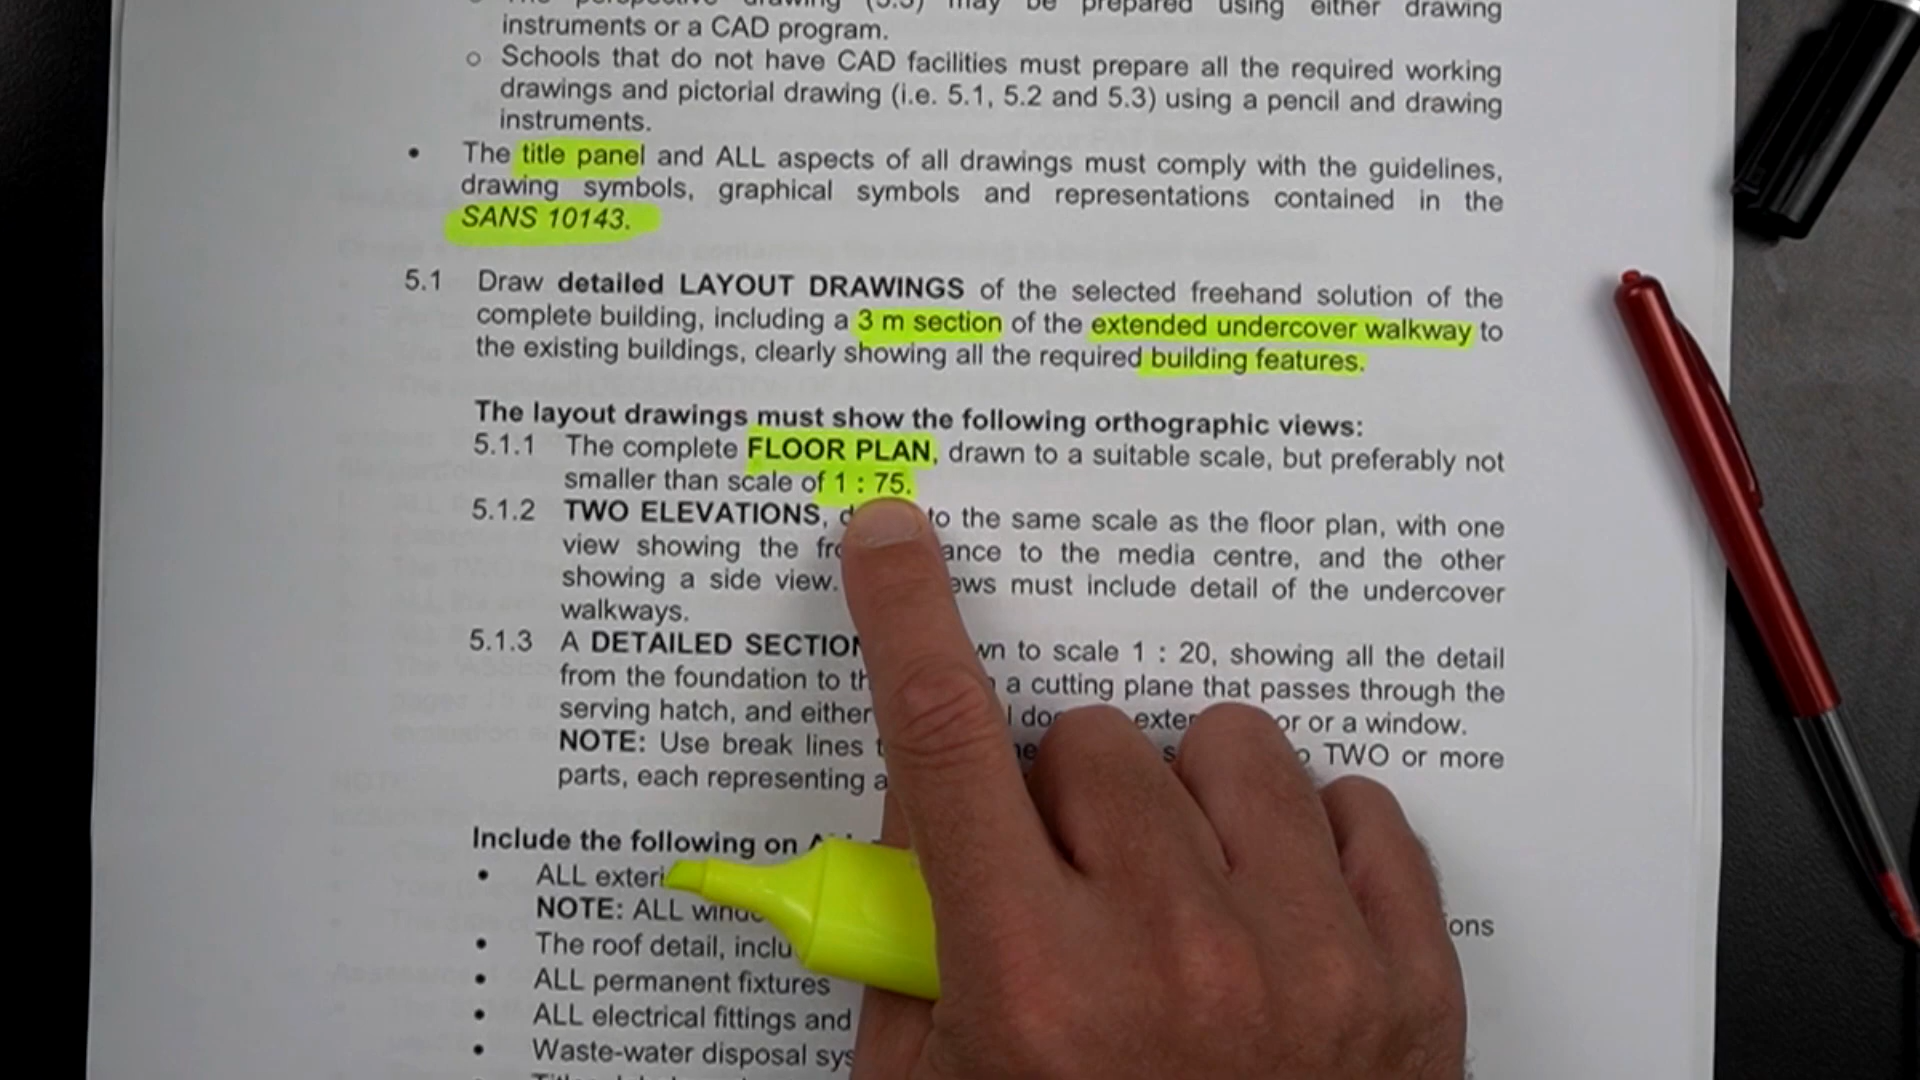 The perspective drawing (5.3) may be prepared using either drawing
instruments or a CAD program.
o Schools that do not have CAD facilities must prepare all the required working
drawings and pictorial drawing (i.e. 5.1, 5.2 and 5.3) using a pencil and drawing
instruments.
• The title panel and ALL aspects of all drawings must comply with the guidelines,
drawing symbols, graphical symbols and representations contained in the
SANS 10143.
5.1 Draw detailed LAYOUT DRAWINGS of the selected freehand solution of the
complete building, including a 3 m section of the extended undercover walkway to
the existing buildings, clearly showing all the required building features.
The layout drawings must show the following orthographic views:
5.1.1 The complete FLOOR PLAN, drawn to a suitable scale, but preferably not
smaller than scale of 1 : 75.
5.1.2 TWO ELEVATIONS, to the same scale as the floor plan, with one
view showing the to the media centre, and the other
showing a side view. must include detail of the undercover
walkways.
5.1.3 A DETAILED SECTION to scale 1 : 20, showing all the detail
from the foundation to a cutting plane that passes through the
serving hatch, and either or a window.
NOTE: Use break lines TWO or more
parts, each representing a
Include the following on
• ALL
NOTE: ALL
• The roof detail,
• ALL permanent fixtures
• ALL electrical fittings and
• Waste-water disposal